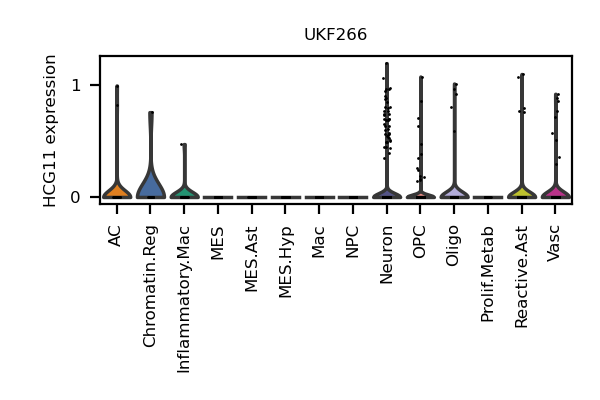 UKF266
HCG11 expression
1
0
AC
Chromatin.Reg
Inflammatory.Mac
MES
MES.Ast
MES.Hyp
Mac
NPC
Neuron
OPC
Oligo
Prolif.Metab
Reactive.Ast
Vasc